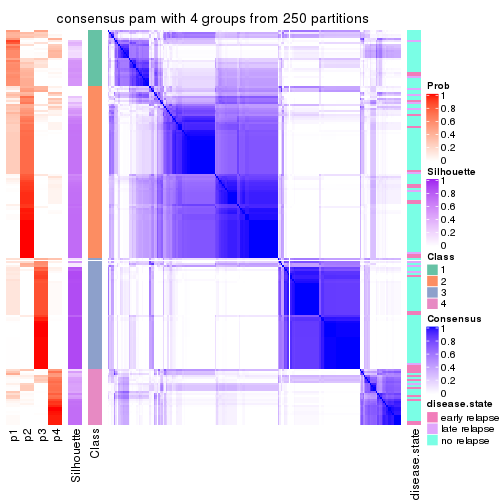 consensus pam with 4 groups from 250 partitions
Prob
1
0.8
0.6
0.4
0.2
0
Silhouette
1
0.8
0.6
0.4
0.2
0
Class
1
2
3
4
Consensus
1
0.8
0.6
0.4
0.2
0
disease.state
early relapse
late relapse
no relapse
p1
p2
p3
p4
Silhouette
Class
disease.state